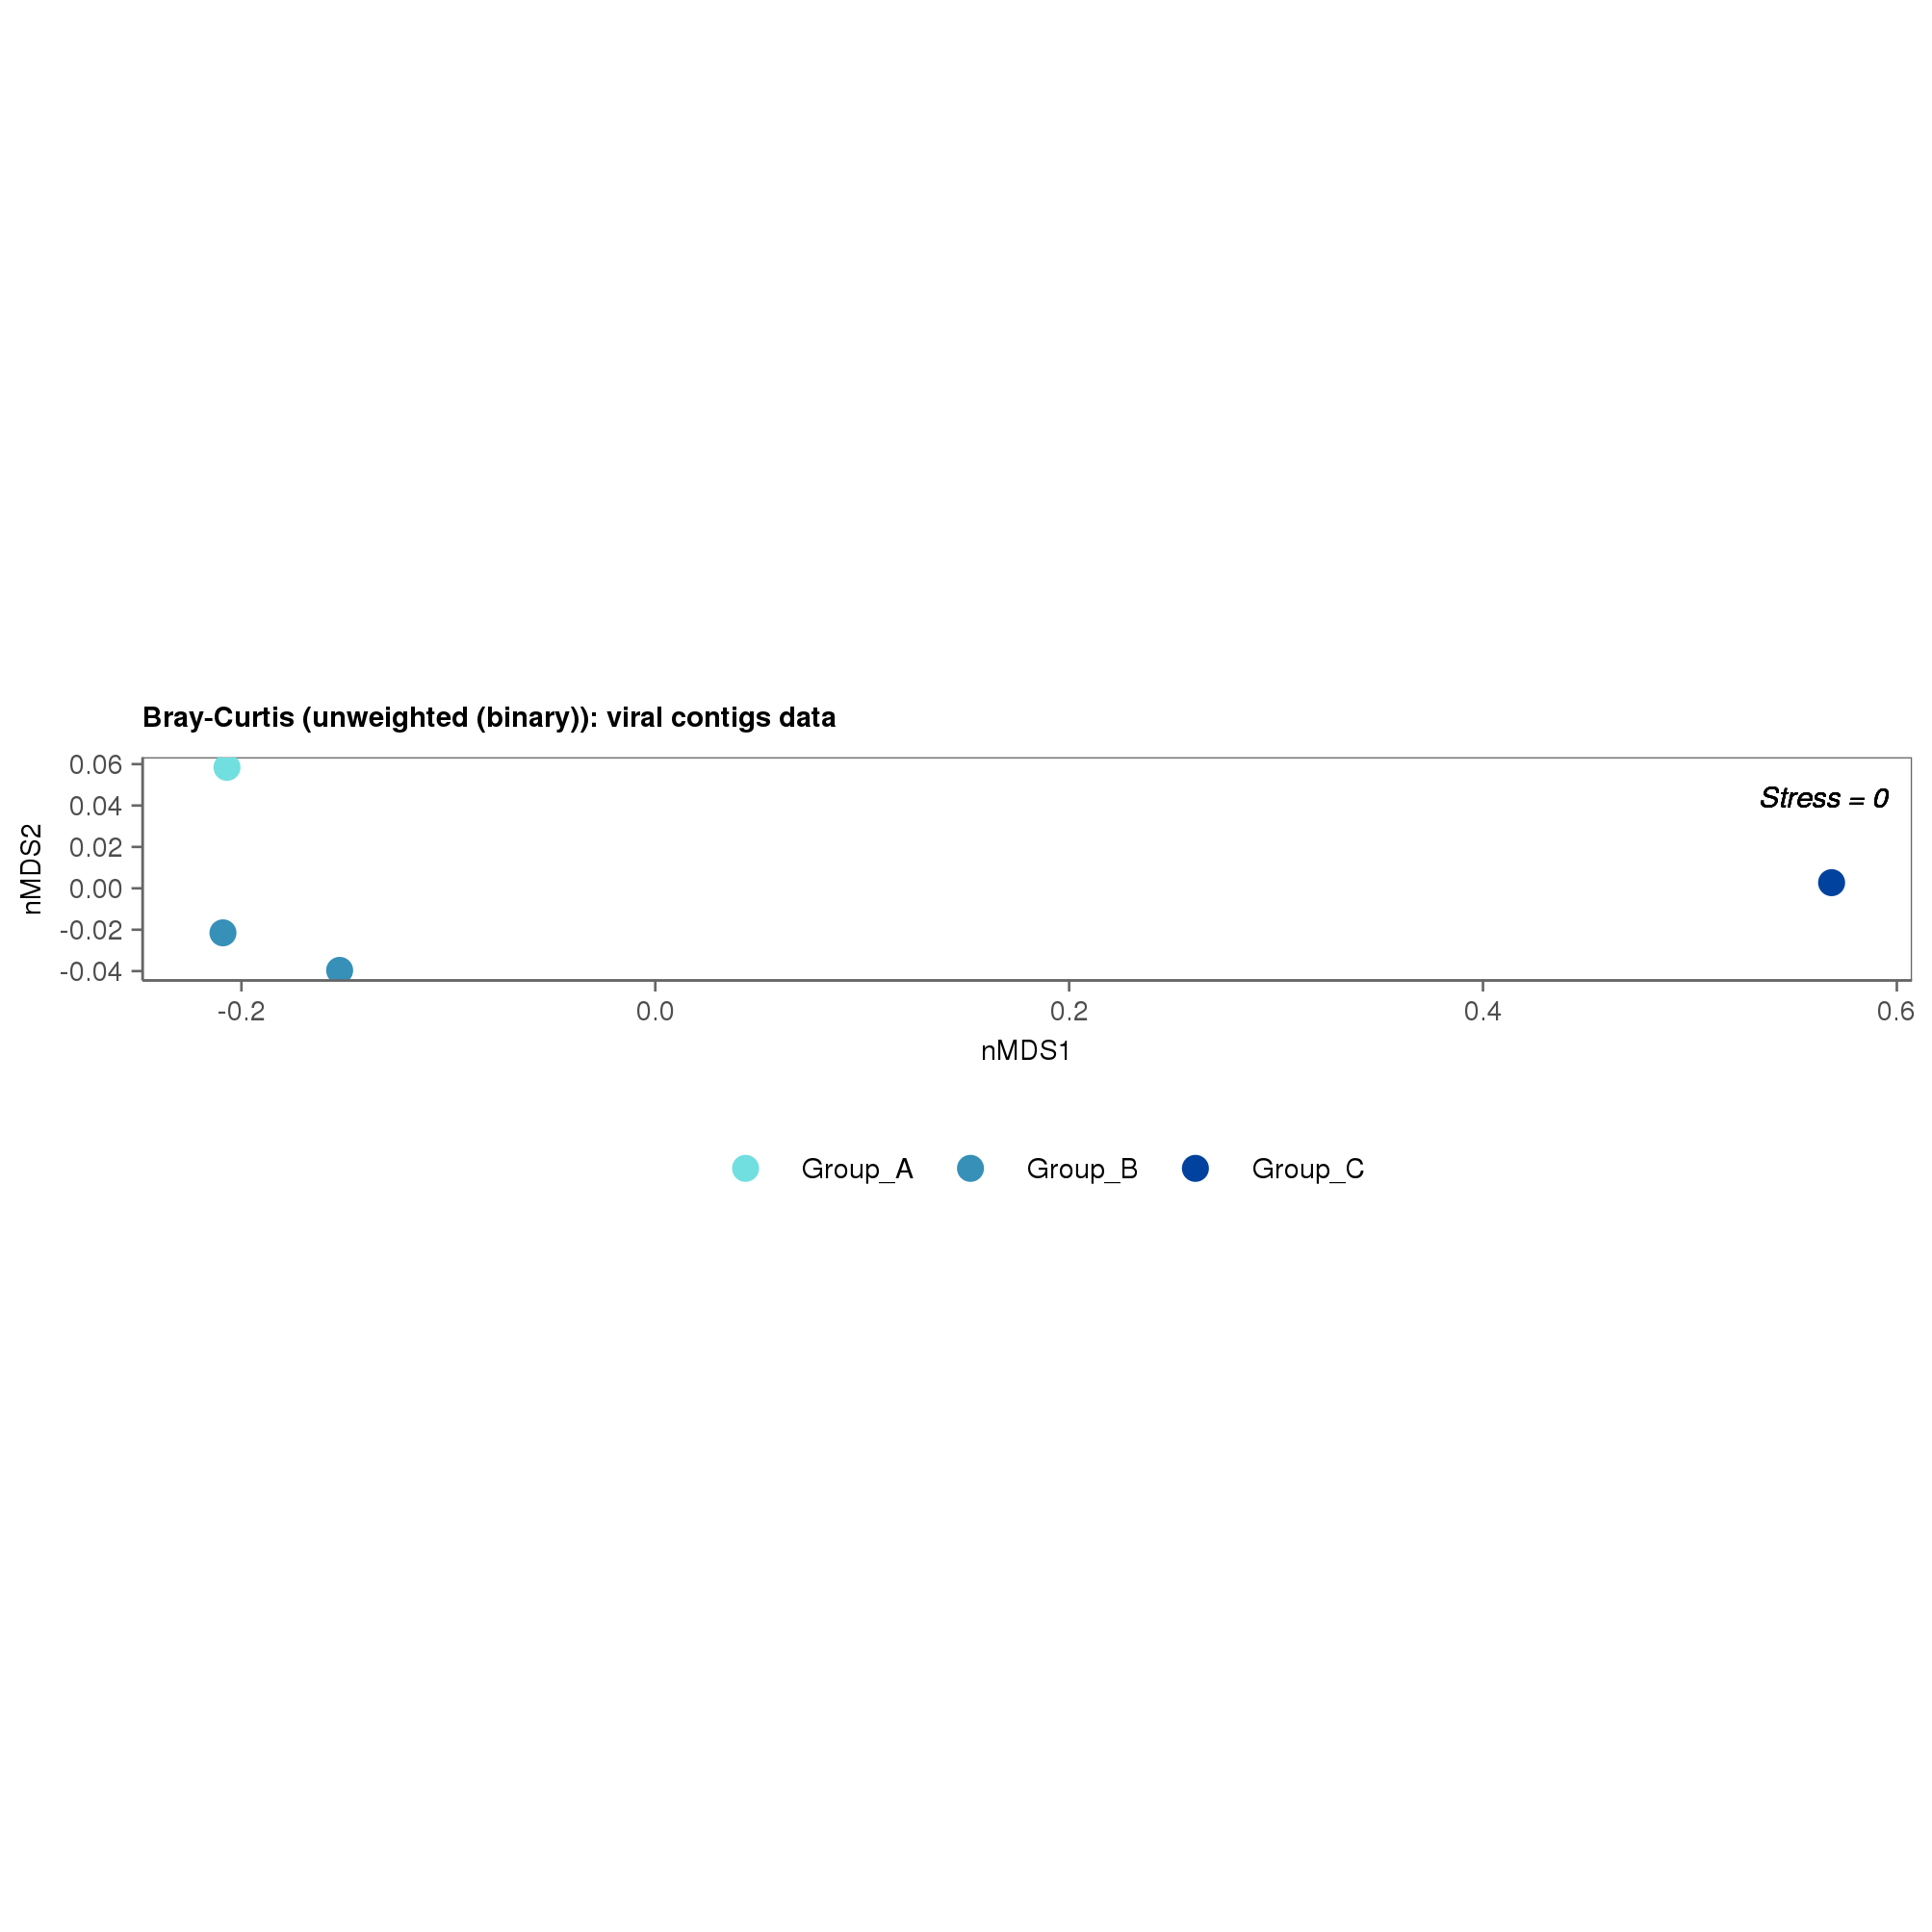 Bray-Curtis (unweighted (binary)): viral contigs data
0.06
0.04
0.02
0.00
-0.02
-0.04
nMDS2
Stress = 0
-0.2 0.0 0.2 0.4 0.6
nMDS1
Group_A Group_B Group_C